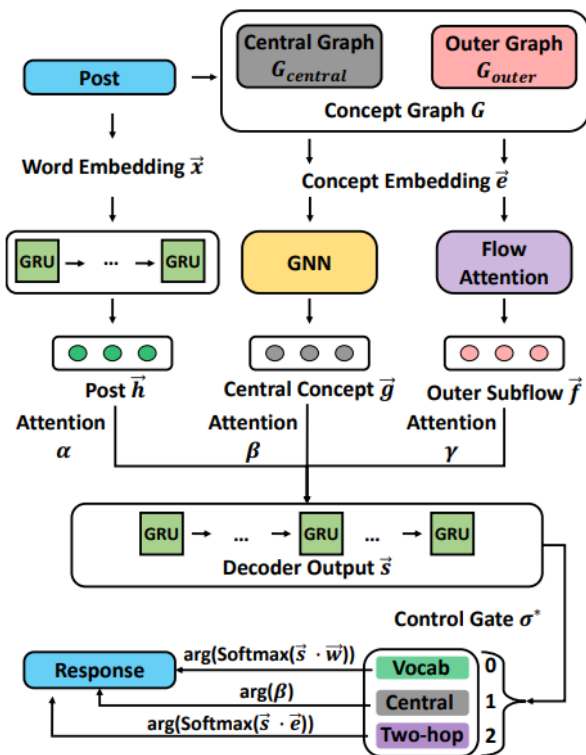 Post
Central Graph
G_central
Outer Graph
G_outer
Concept Graph G
Word Embedding x⃗
Concept Embedding e⃗
GRU ... GRU
GNN
Flow
Attention
Post h⃗
Central Concept g⃗
Outer Subflow f⃗
Attention
α
Attention
β
Attention
γ
GRU ... GRU ... GRU
Decoder Output s⃗
Control Gate σ*
Response
arg(Softmax(s⃗ · w⃗))
Vocab 0
arg(β)
Central 1
arg(Softmax(s⃗ · e⃗))
Two-hop 2